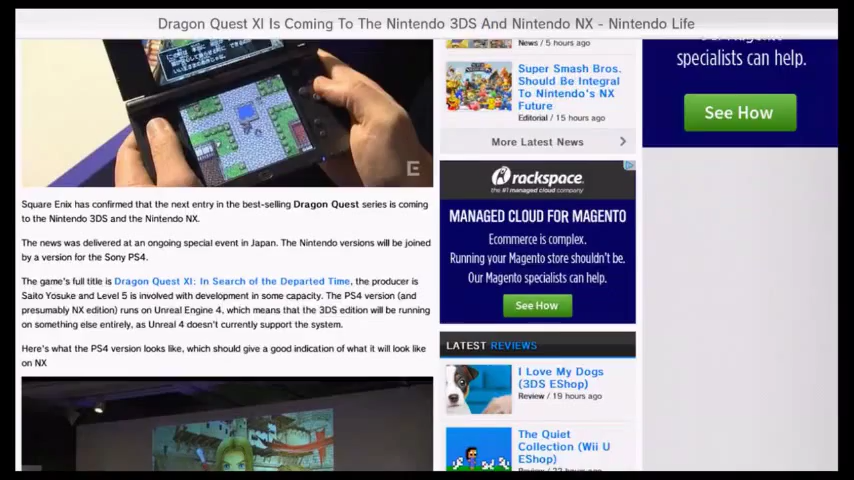 Dragon Quest XI Is Coming To The Nintendo 3DS And Nintendo NX - Nintendo Life
E
Square Enix has confirmed that the next entry in the best-selling Dragon Quest series is coming
to the Nintendo 3DS and the Nintendo NX.
The news was delivered at an ongoing special event in Japan. The Nintendo versions will be joined
by a version for the Sony PS4.
The game's full title is Dragon Quest XI: In Search of the Departed Time, the producer is
Saito Yosuke and Level 5 is involved with development in some capacity. The PS4 version (and
presumably NX edition) runs on Unreal Engine 4, which means that the 3DS edition will be running
on something else entirely, as Unreal 4 doesn't currently support the system.
Here's what the PS4 version looks like, which should give a good indication of what it will look like
on NX
News / 5 hours ago
Super Smash Bros.
Should Be Integral
To Nintendo's NX
Future
Editorial / 15 hours ago
More Latest News
rackspace.
the #1 managed cloud company
MANAGED CLOUD FOR MAGENTO
Ecommerce is complex.
Running your Magento store shouldn't be.
Our Magento specialists can help.
See How
LATEST REVIEWS
I Love My Dogs
(3DS EShop)
Review / 19 hours ago
The Quiet
Collection (Wii U
EShop)
specialists can help.
See How